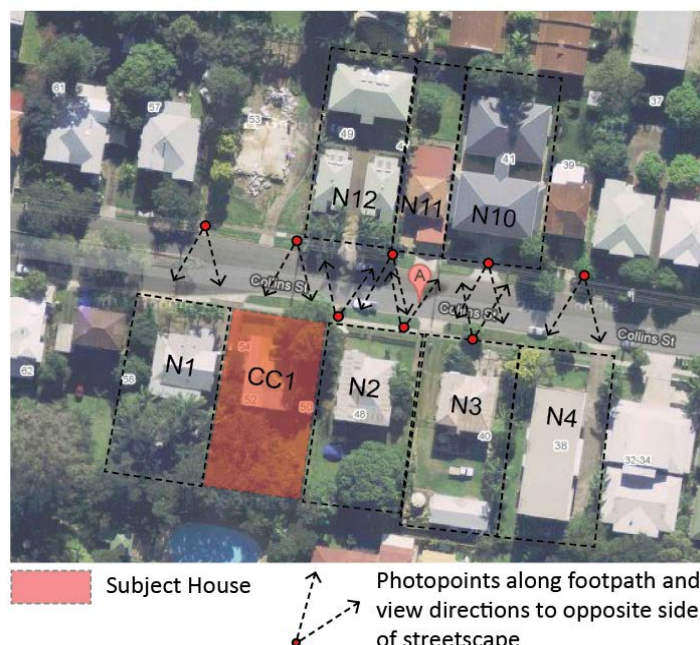 61
57
53
49
4
41
39
37
N12
N11
N10
A
Collins St
Collins St
Collins St
62
58
N1
54
CC1
52
50
N2
48
N3
40
N4
38
32-34
Subject House
Photopoints along footpath and
view directions to opposite side
of streetscape